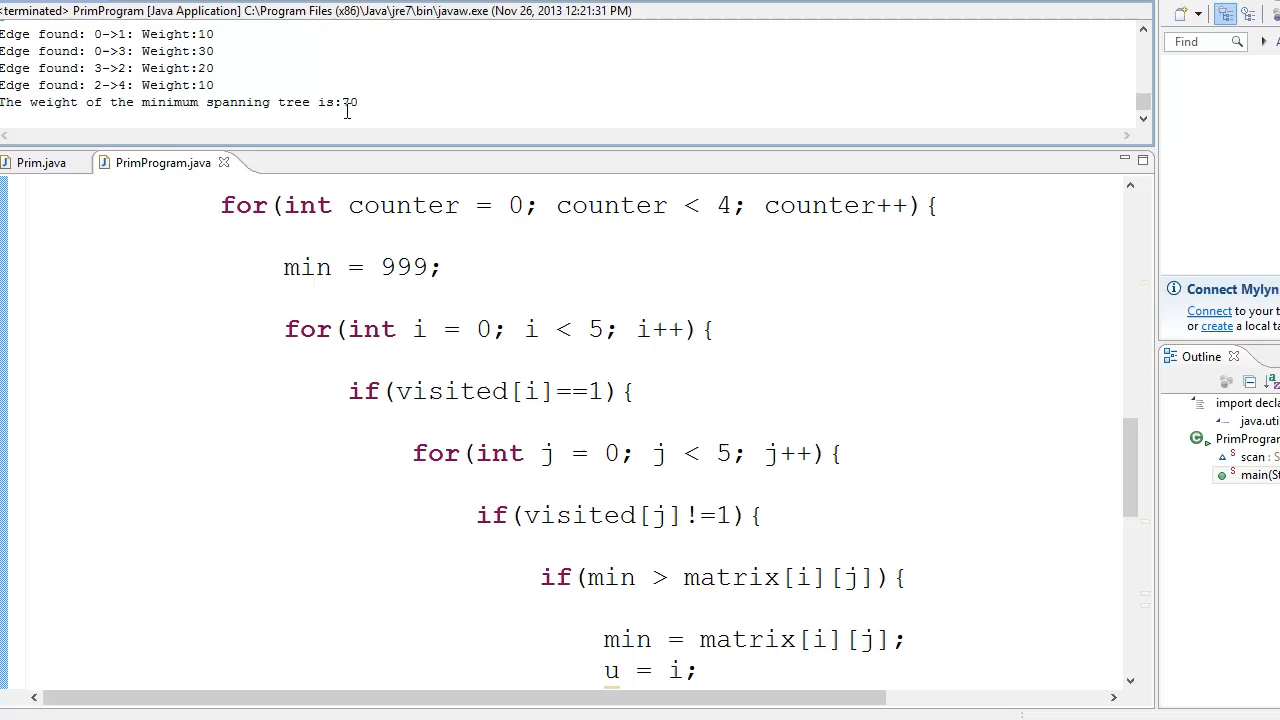 <terminated> PrimProgram [Java Application] C:\Program Files (x86)\Java\jre7\bin\javaw.exe (Nov 26, 2013 12:21:31 PM)
Edge found: 0->1: Weight:10
Edge found: 0->3: Weight:30
Edge found: 3->2: Weight:20
Edge found: 2->4: Weight:10
The weight of the minimum spanning tree is:70
Prim.java
PrimProgram.java
for(int counter = 0; counter < 4; counter++){
min = 999;
for(int i = 0; i < 5; i++){
if(visited[i]==1){
for(int j = 0; j < 5; j++){
if(visited[j]!=1){
if(min > matrix[i][j]){
min = matrix[i][j];
u = i;
Find
A
Connect Mylyn
Connect to your t
or create a local ta
Outline
import decla
java.uti
PrimProgram
scan : S
main(St